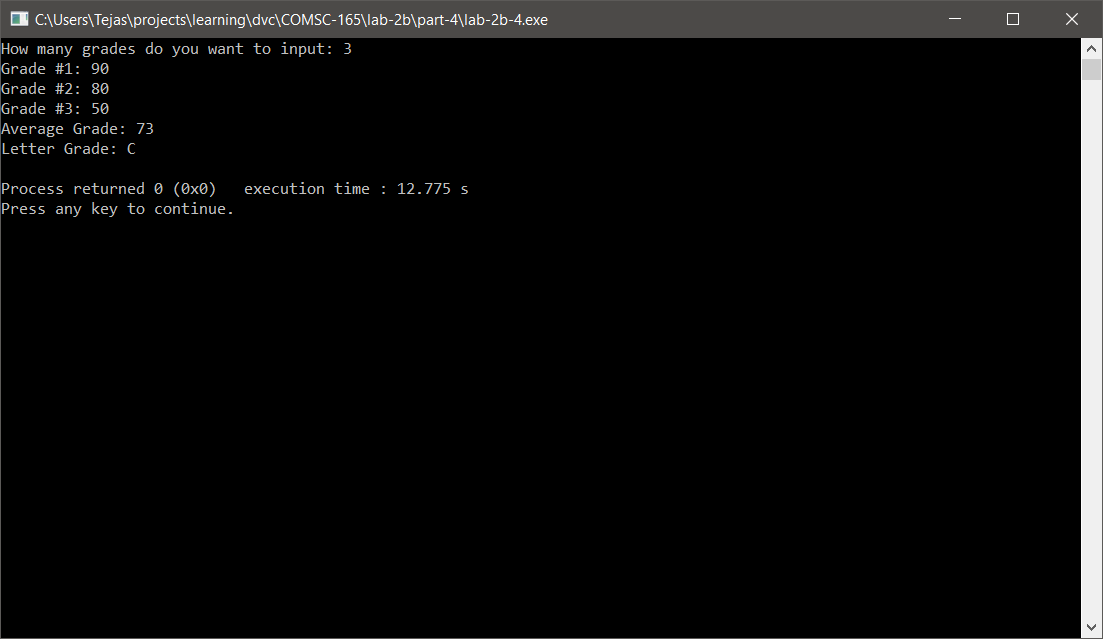 C:\Users\Tejas\projects\learning\dvc\COMSC-165\lab-2b\part-4\lab-2b-4.exe
How many grades do you want to input: 3
Grade #1: 90
Grade #2: 80
Grade #3: 50
Average Grade: 73
Letter Grade: C
Process returned 0 (0x0)   execution time : 12.775 s
Press any key to continue.